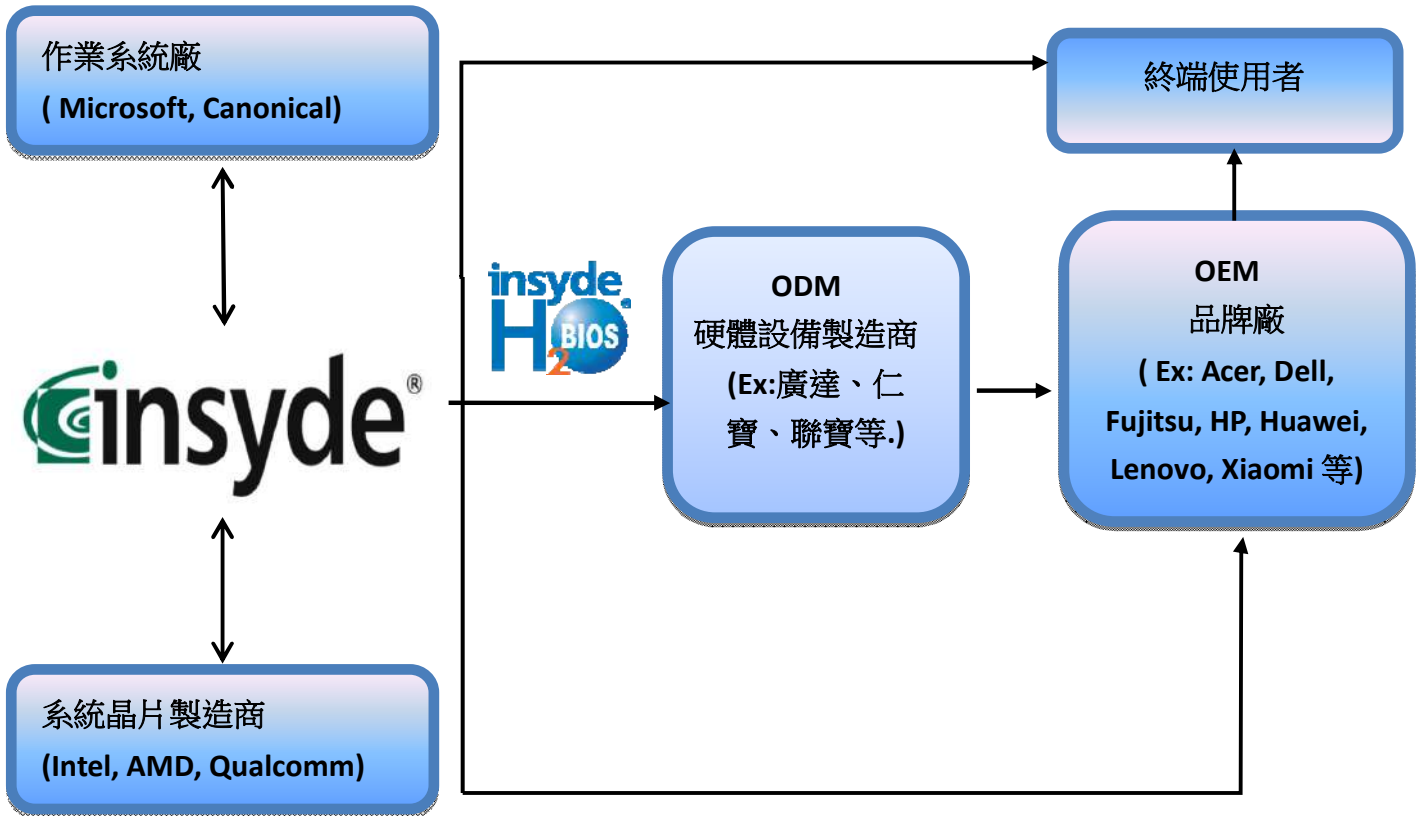 作業系統廠
( Microsoft, Canonical)
終端使用者
insyde®
H2BIOS
ODM
硬體設備製造商
(Ex:廣達、仁
寶、聯寶等.)
OEM
品牌廠
( Ex: Acer, Dell,
Fujitsu, HP, Huawei,
Lenovo, Xiaomi 等)
insyde®
系統晶片製造商
(Intel, AMD, Qualcomm)